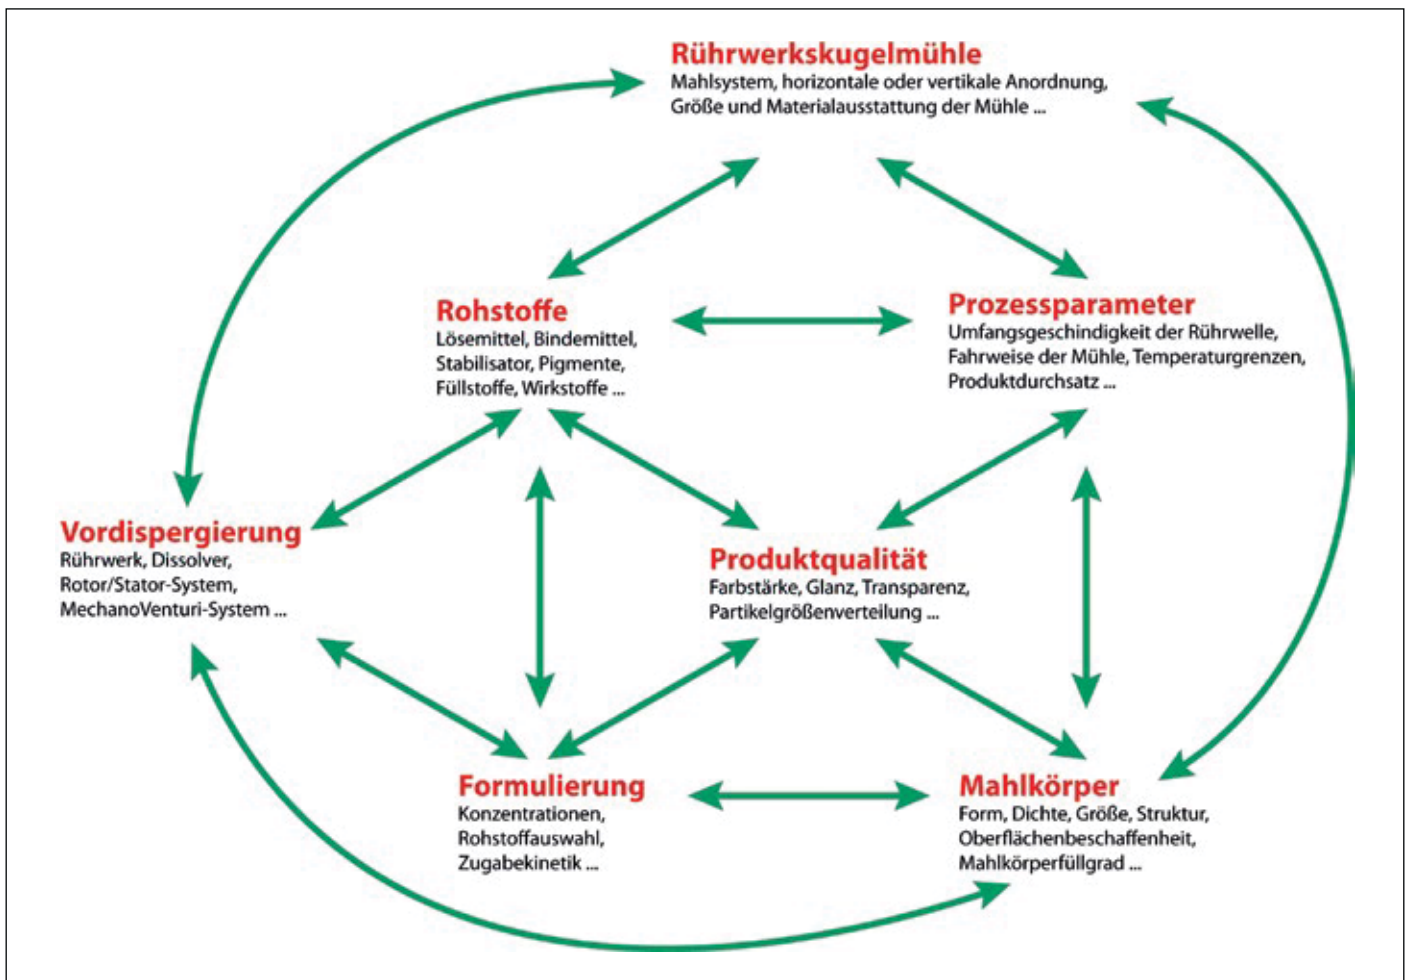 Rührwerkskugelmühle
Mahlsystem, horizontale oder vertikale Anordnung,
Größe und Materialausstattung der Mühle ...
Rohstoffe
Lösemittel, Bindemittel,
Stabilisator, Pigmente,
Füllstoffe, Wirkstoffe ...
Prozessparameter
Umfangsgeschindigkeit der Rührwelle,
Fahrweise der Mühle, Temperaturgrenzen,
Produktdurchsatz ...
Vordispergierung
Rührwerk, Dissolver,
Rotor/Stator-System,
MechanoVenturi-System ...
Produktqualität
Farbstärke, Glanz, Transparenz,
Partikelgrößenverteilung ...
Formulierung
Konzentrationen,
Rohstoffauswahl,
Zugabekinetik ...
Mahlkörper
Form, Dichte, Größe, Struktur,
Oberflächenbeschaffenheit,
Mahlkörperfüllgrad ...